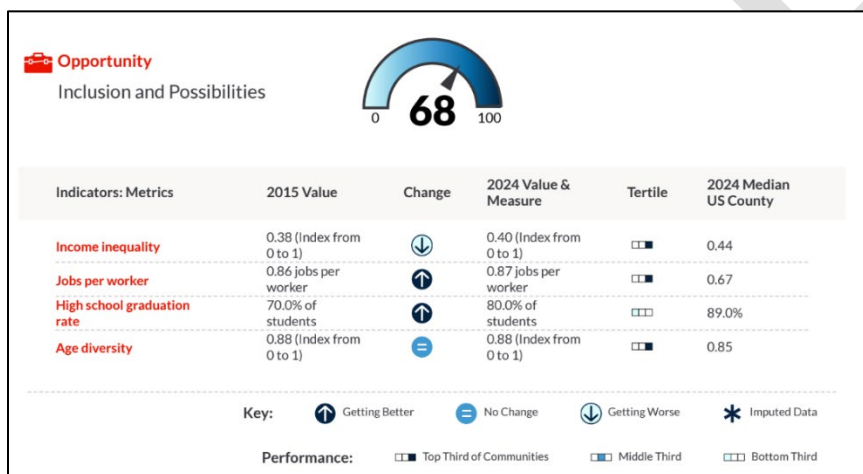 Opportunity
Inclusion and Possibilities
0 68 100
Indicators: Metrics 2015 Value Change 2024 Value & Measure Tertile 2024 Median US County
Income inequality 0.38 (Index from 0 to 1) 0.40 (Index from 0 to 1) 0.44
Jobs per worker 0.86 jobs per worker 0.87 jobs per worker 0.67
High school graduation rate 70.0% of students 80.0% of students 89.0%
Age diversity 0.88 (Index from 0 to 1) 0.88 (Index from 0 to 1) 0.85
Key: Getting Better No Change Getting Worse Imputed Data
Performance: Top Third of Communities Middle Third Bottom Third